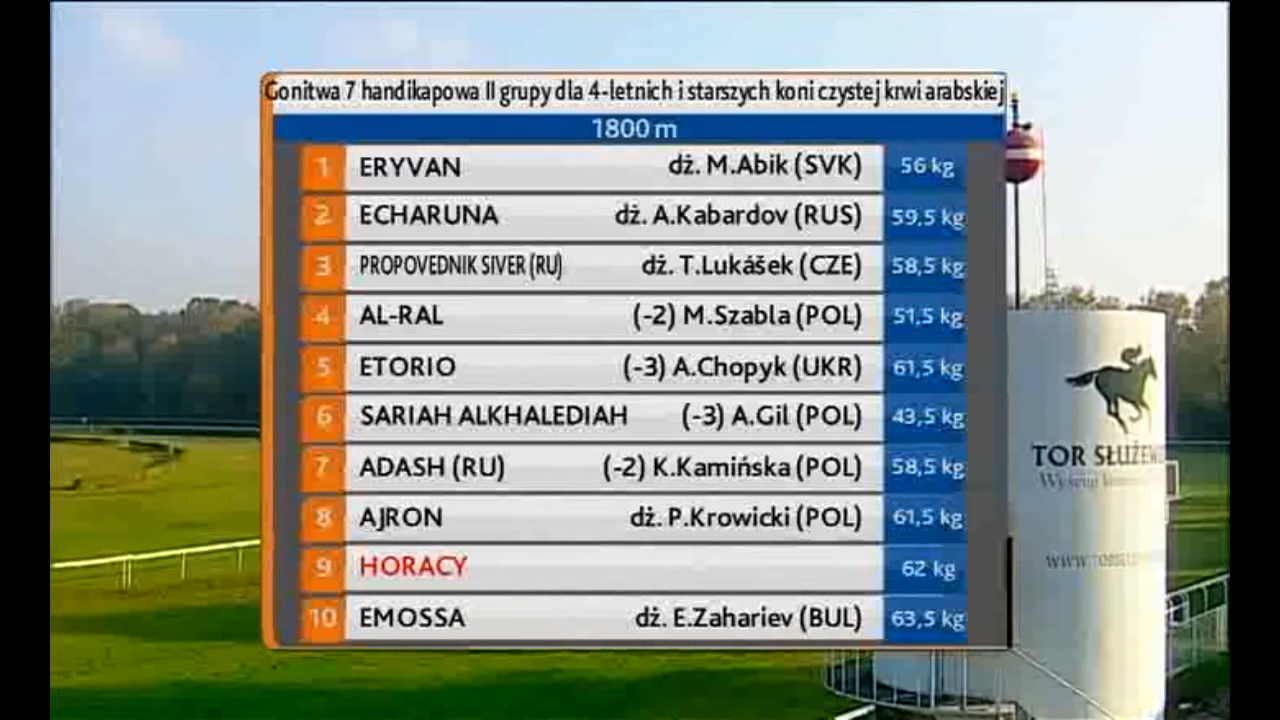 Gonitwa 7 handikapowa II grupy dla 4-letnich i starszych koni czystej krwi arabskiej
1800 m
1 ERYVAN dż. M.Abik (SVK) 56 kg
2 ECHARUNA dż. A.Kabardov (RUS) 59,5 kg
3 PROPOVEDNIK SIVER (RU) dż. T.Lukášek (CZE) 58,5 kg
4 AL-RAL (-2) M.Szabla (POL) 51,5 kg
5 ETORIO (-3) A.Chopyk (UKR) 61,5 kg
6 SARIAH ALKHALEDIAH (-3) A.Gil (POL) 43,5 kg
7 ADASH (RU) (-2) K.Kamińska (POL) 58,5 kg
8 AJRON dż. P.Krowicki (POL) 61,5 kg
9 HORACY 62 kg
10 EMOSSA dż. E.Zahariev (BUL) 63,5 kg
TOR SŁUŻEW